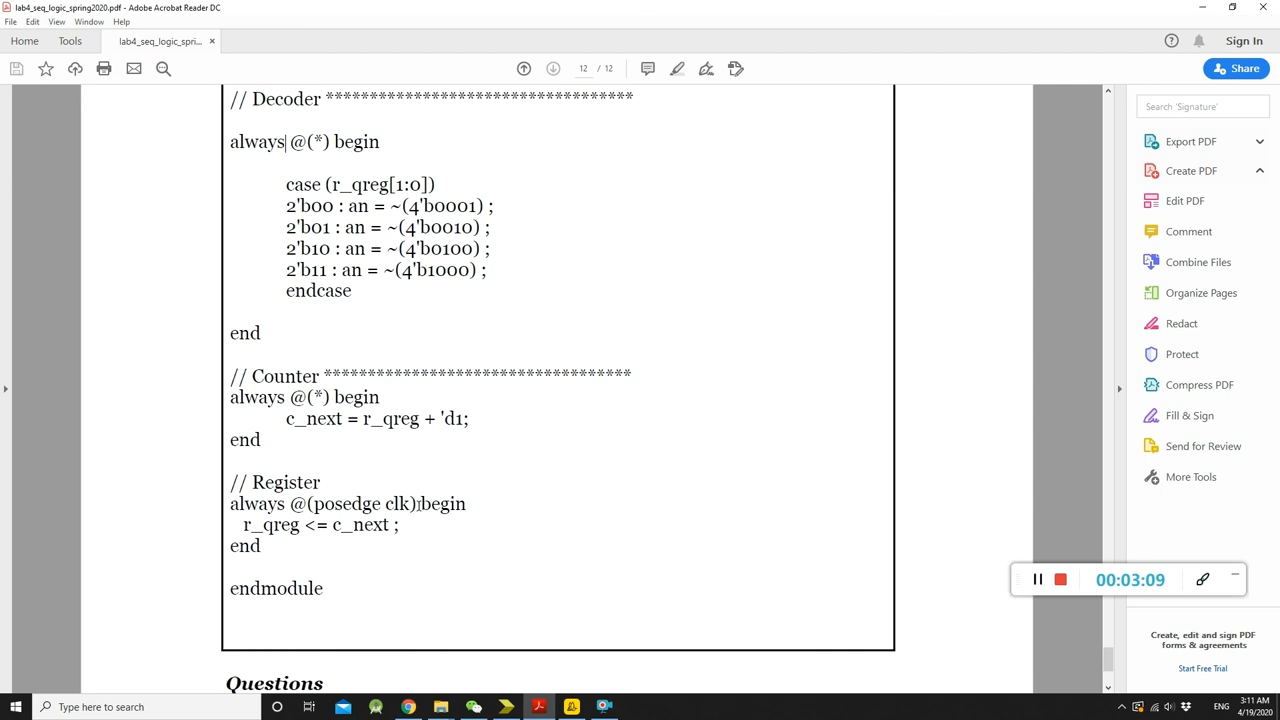 lab4_seq_logic_spring2020.pdf - Adobe Acrobat Reader DC
File Edit View Window Help
Home Tools lab4_seq_logic_spri... × Sign In
12 / 12 Share
// Decoder ***********************************
always @(*) begin
case (r_qreg[1:0])
2'b00 : an = ~(4'b0001) ;
2'b01 : an = ~(4'b0010) ;
2'b10 : an = ~(4'b0100) ;
2'b11 : an = ~(4'b1000) ;
endcase
end
// Counter ***********************************
always @(*) begin
c_next = r_qreg + 'd1;
end
// Register
always @(posedge clk) begin
r_qreg <= c_next ;
end
endmodule
Questions
Search 'Signature'
Export PDF
Create PDF
Edit PDF
Comment
Combine Files
Organize Pages
Redact
Protect
Compress PDF
Fill & Sign
Send for Review
More Tools
00:03:09
Create, edit and sign PDF
forms & agreements
Start Free Trial
Type here to search
ENG
3:11 AM
4/19/2020